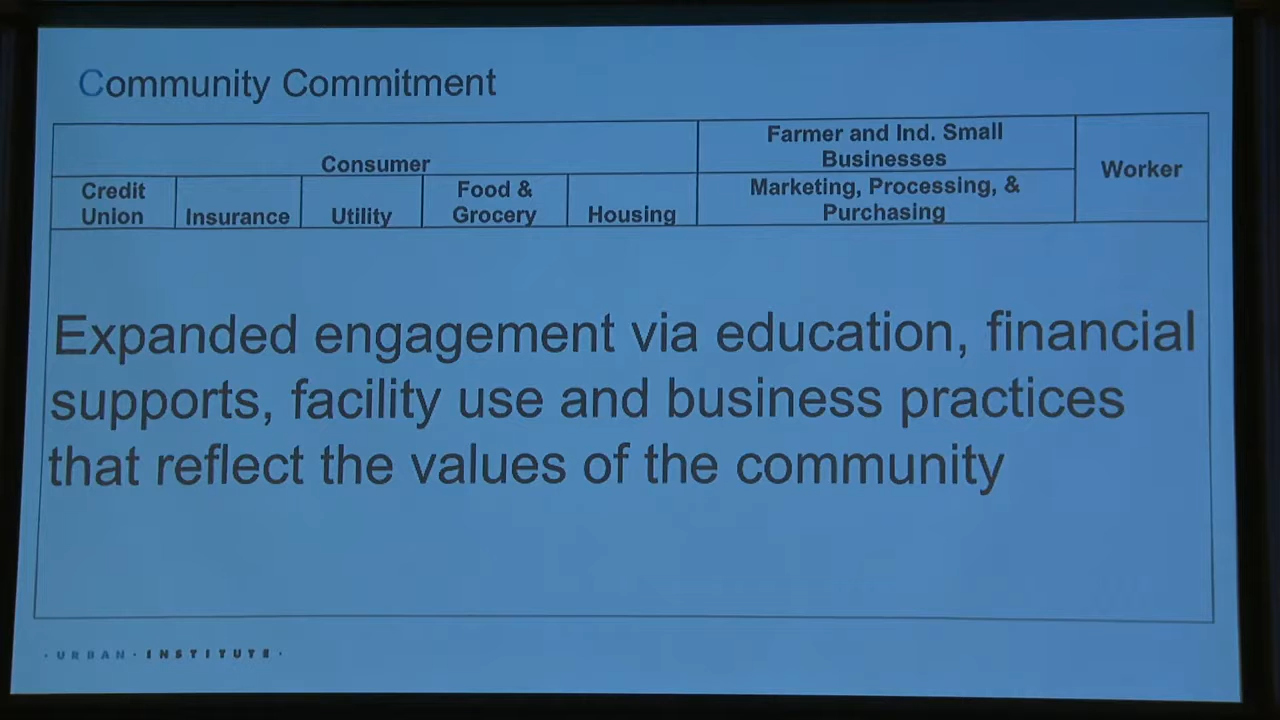 Community Commitment
Consumer
Farmer and Ind. Small
Businesses
Worker
Credit
Union
Insurance
Utility
Food &
Grocery
Housing
Marketing, Processing, &
Purchasing
Expanded engagement via education, financial
supports, facility use and business practices
that reflect the values of the community
· URBAN · INSTITUTE ·